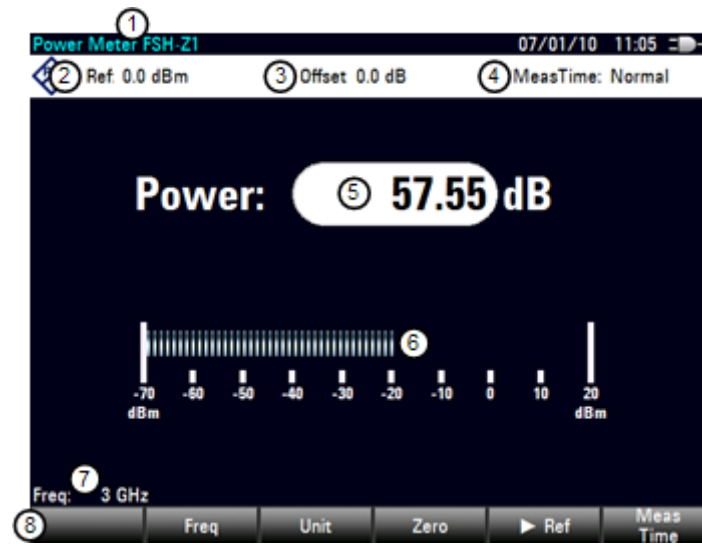 1
Power Meter FSH-Z1 07/01/10 11:05
2 Ref: 0.0 dBm 3 Offset 0.0 dB 4 MeasTime: Normal
Power: 5 57.55 dB
6
-70 -60 -50 -40 -30 -20 -10 0 10 20
dBm dBm
7
Freq: 3 GHz
8 Freq Unit Zero ► Ref Meas Time